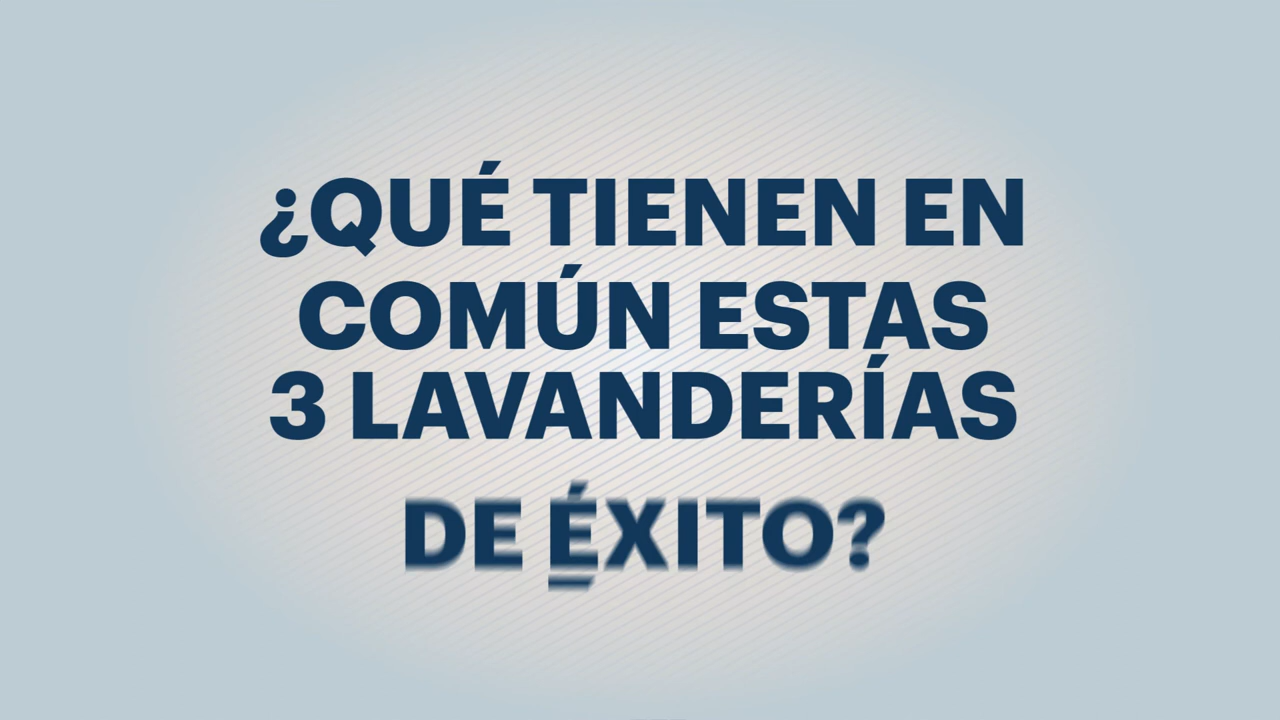 ¿QUÉ TIENEN EN
COMÚN ESTAS
3 LAVANDERÍAS
DE ÉXITO?